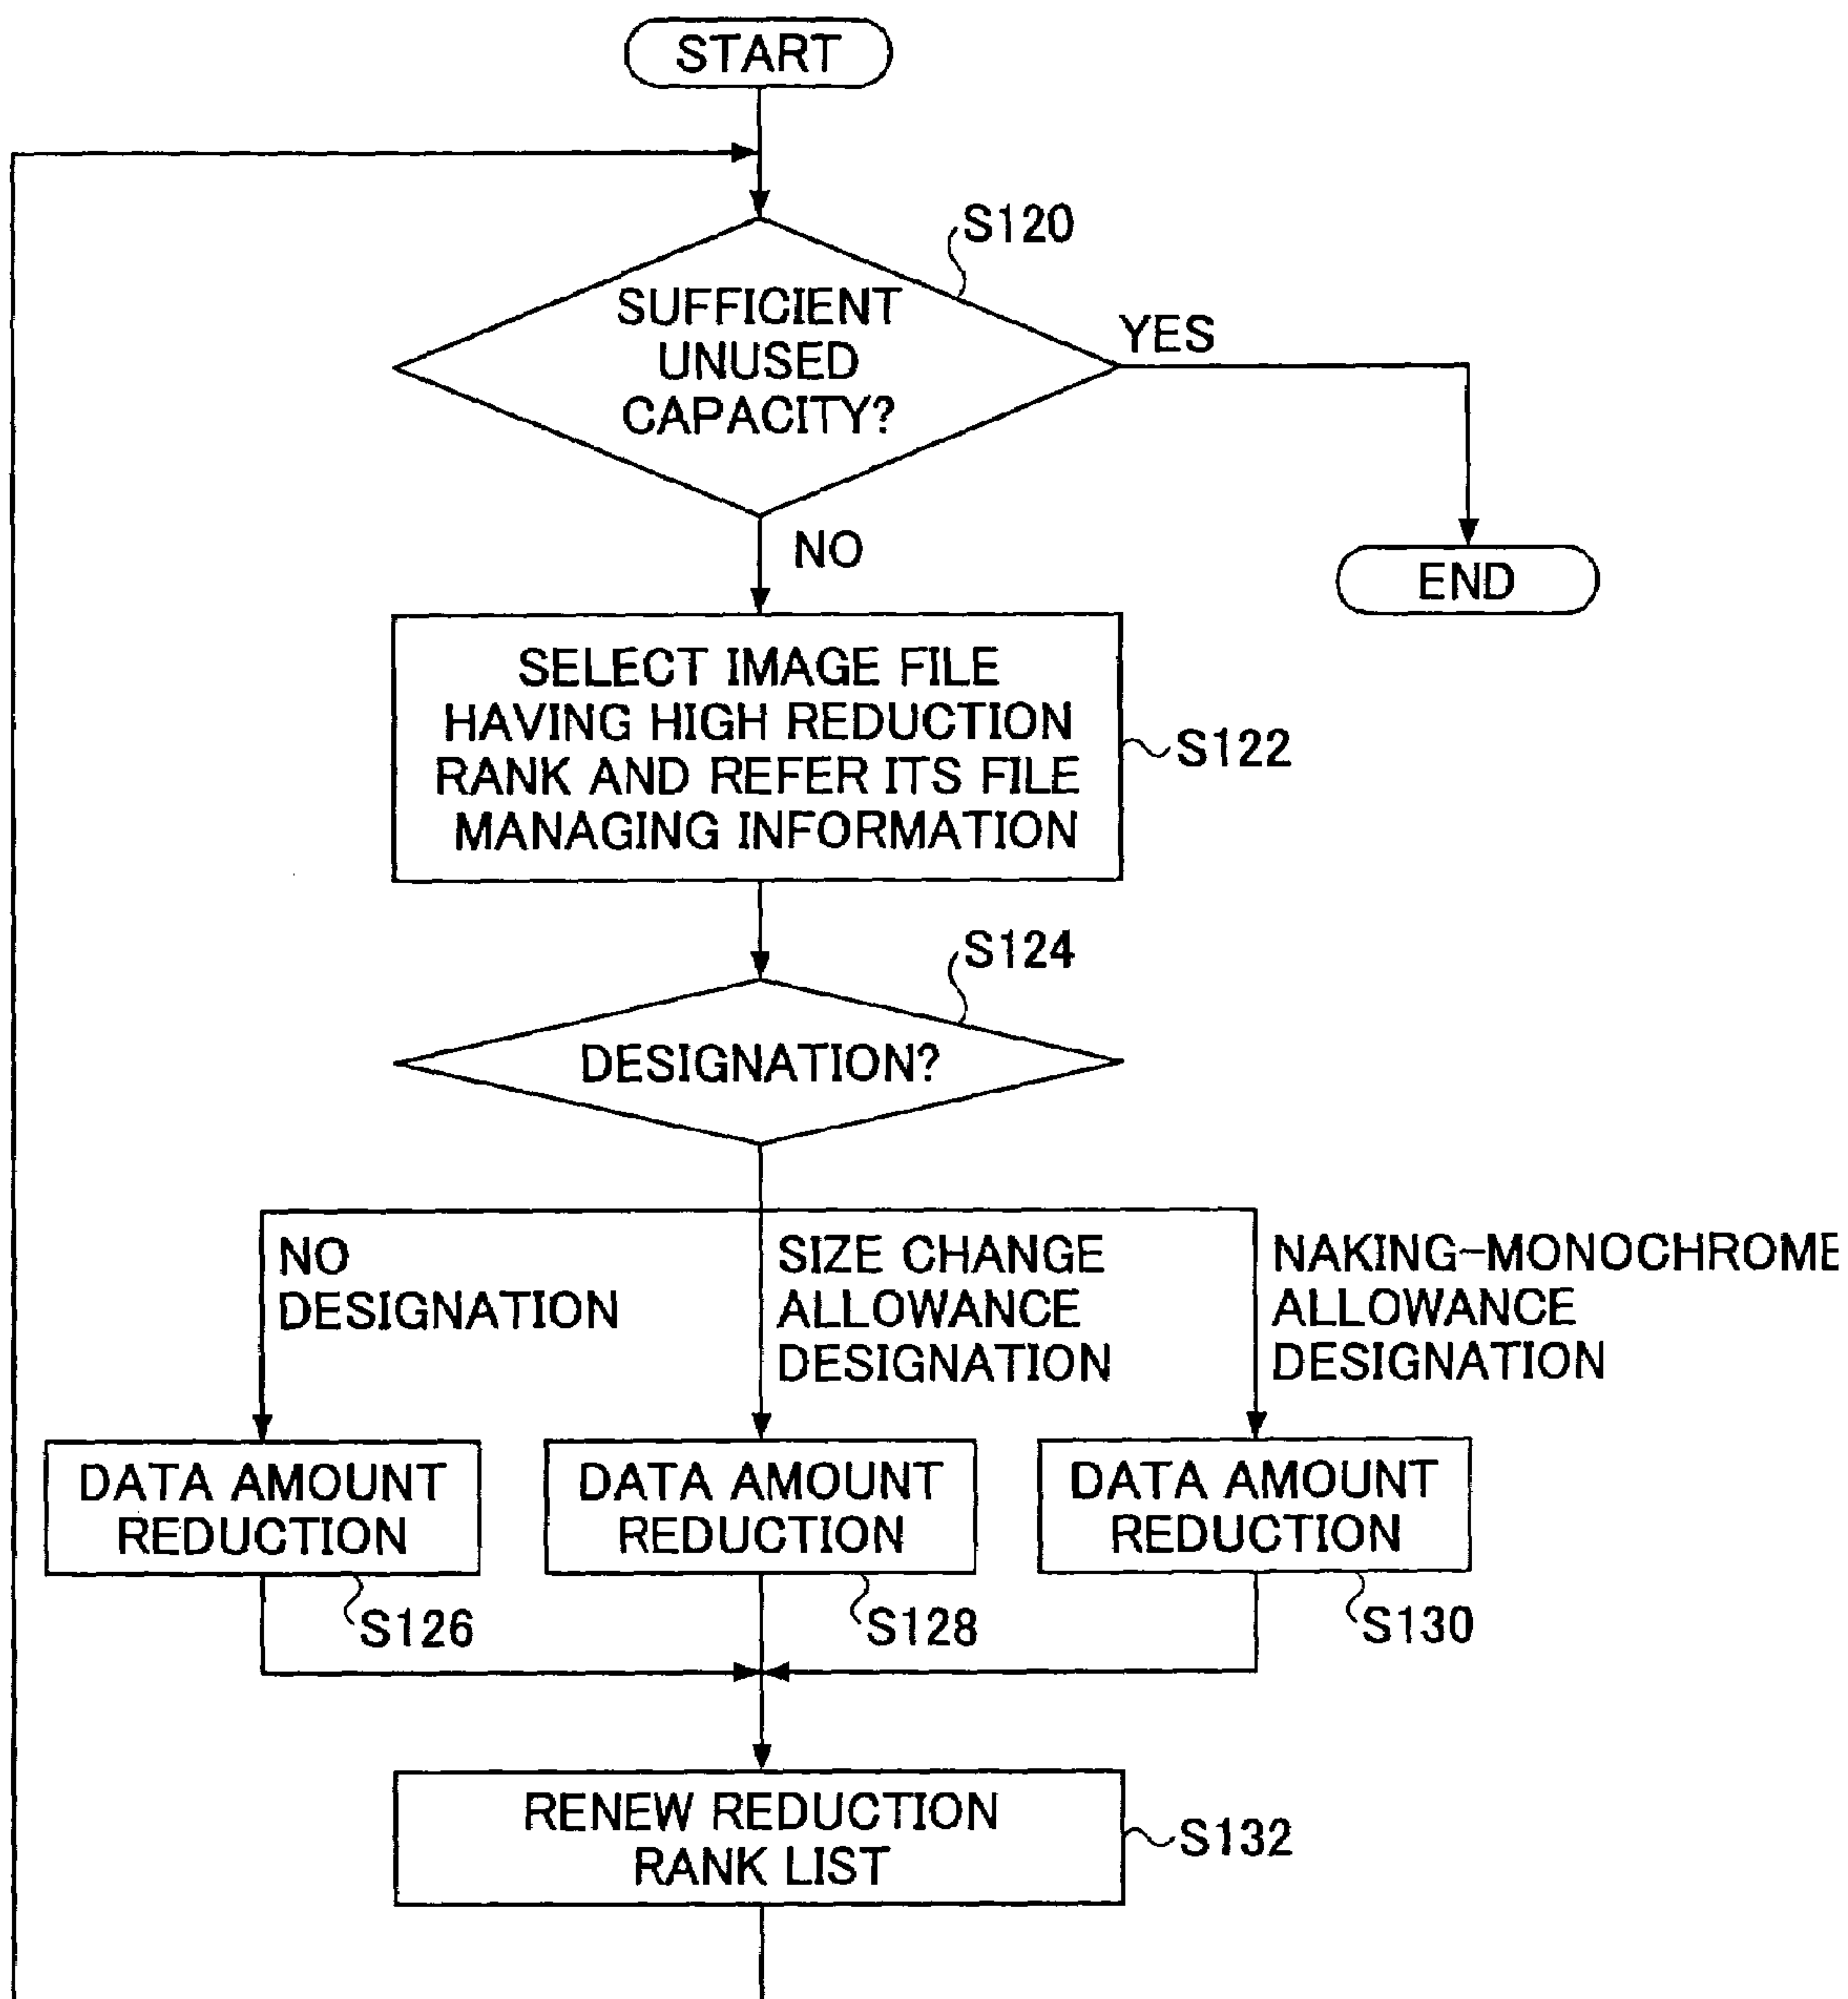 START
S120
SUFFICIENT
UNUSED
CAPACITY?
YES
NO
END
SELECT IMAGE FILE
HAVING HIGH REDUCTION
RANK AND REFER ITS FILE
MANAGING INFORMATION
S122
S124
DESIGNATION?
NO
DESIGNATION
SIZE CHANGE
ALLOWANCE
DESIGNATION
NAKING-MONOCHROME
ALLOWANCE
DESIGNATION
DATA AMOUNT
REDUCTION
DATA AMOUNT
REDUCTION
DATA AMOUNT
REDUCTION
S126
S128
S130
RENEW REDUCTION
RANK LIST
S132